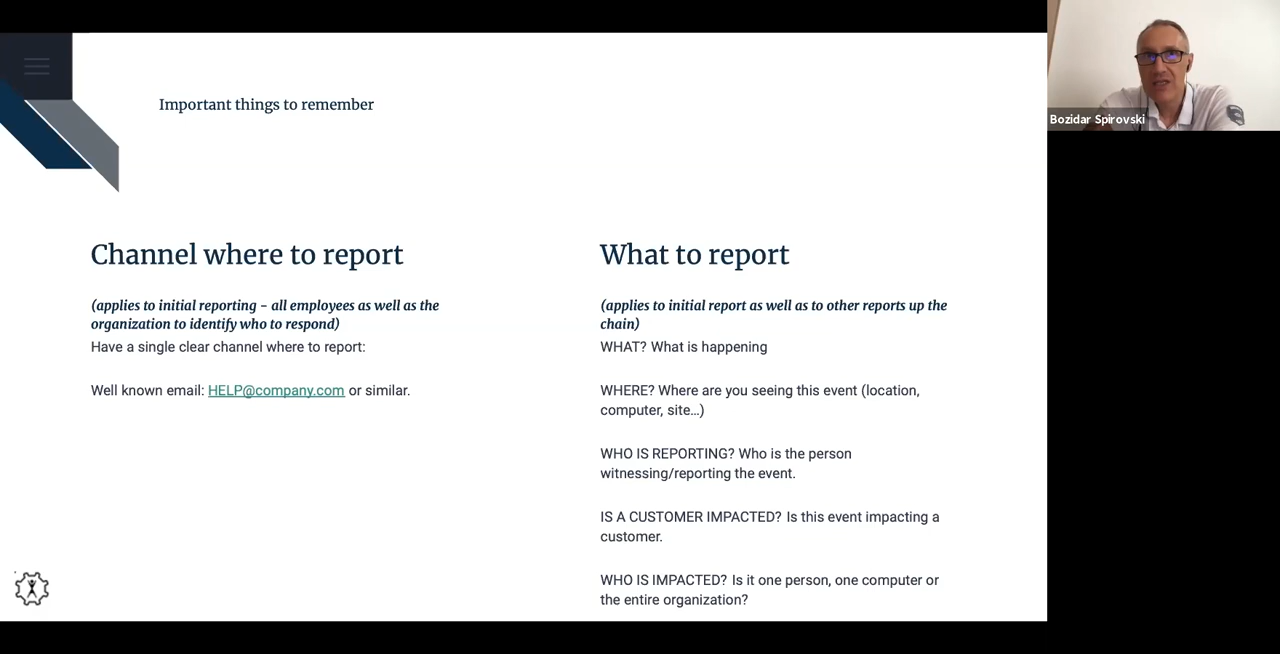 Important things to remember
Bozidar Spirovski
Channel where to report
(applies to initial reporting – all employees as well as the
organization to identify who to respond)
Have a single clear channel where to report:
Well known email: HELP@company.com or similar.
What to report
(applies to initial report as well as to other reports up the
chain)
WHAT? What is happening
WHERE? Where are you seeing this event (location,
computer, site…)
WHO IS REPORTING? Who is the person
witnessing/reporting the event.
IS A CUSTOMER IMPACTED? Is this event impacting a
customer.
WHO IS IMPACTED? Is it one person, one computer or
the entire organization?